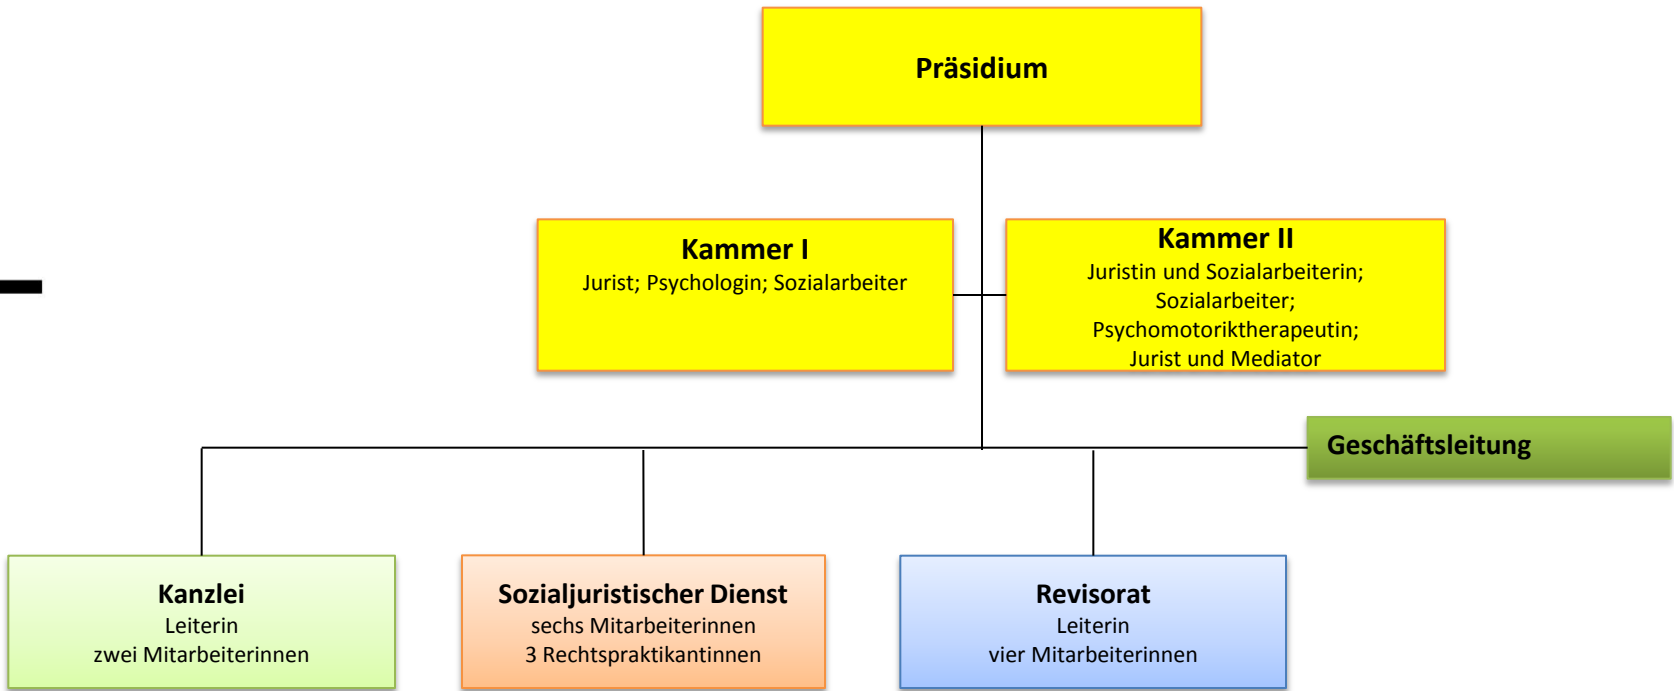 Präsidium
Kammer I
Jurist; Psychologin; Sozialarbeiter
Kammer II
Juristin und Sozialarbeiterin;
Sozialarbeiter;
Psychomotoriktherapeutin;
Jurist und Mediator
Geschäftsleitung
Kanzlei
Leiterin
zwei Mitarbeiterinnen
Sozialjuristischer Dienst
sechs Mitarbeiterinnen
3 Rechtspraktikantinnen
Revisorat
Leiterin
vier Mitarbeiterinnen